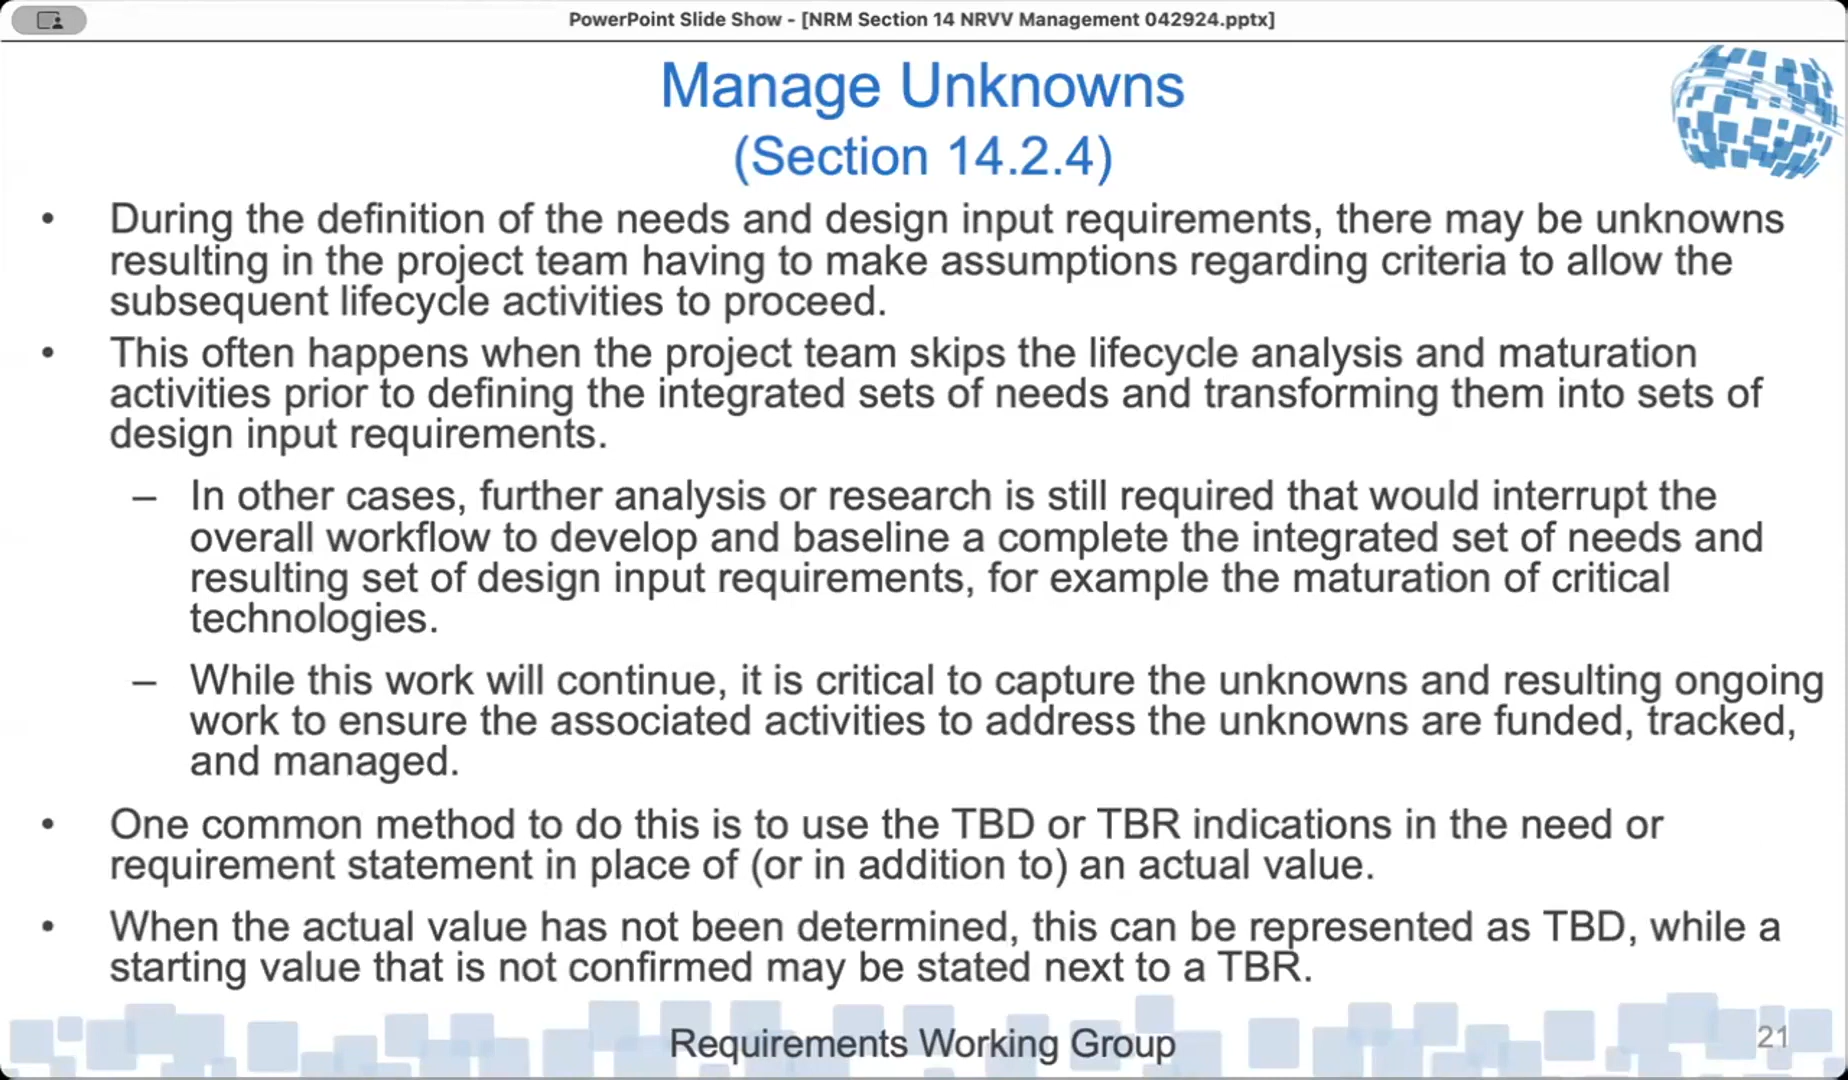 PowerPoint Slide Show - [NRM Section 14 NRVV Management 042924.pptx]
Manage Unknowns
(Section 14.2.4)
• During the definition of the needs and design input requirements, there may be unknowns
resulting in the project team having to make assumptions regarding criteria to allow the
subsequent lifecycle activities to proceed.
• This often happens when the project team skips the lifecycle analysis and maturation
activities prior to defining the integrated sets of needs and transforming them into sets of
design input requirements.
– In other cases, further analysis or research is still required that would interrupt the
overall workflow to develop and baseline a complete the integrated set of needs and
resulting set of design input requirements, for example the maturation of critical
technologies.
– While this work will continue, it is critical to capture the unknowns and resulting ongoing
work to ensure the associated activities to address the unknowns are funded, tracked,
and managed.
• One common method to do this is to use the TBD or TBR indications in the need or
requirement statement in place of (or in addition to) an actual value.
• When the actual value has not been determined, this can be represented as TBD, while a
starting value that is not confirmed may be stated next to a TBR.
Requirements Working Group
21